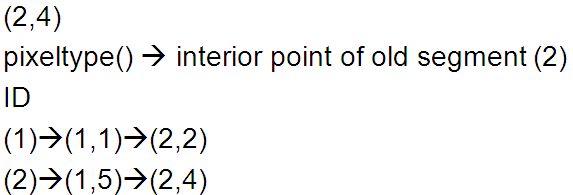 (2,4)
pixeltype() → interior point of old segment (2)
ID
(1)→(1,1)→(2,2)
(2)→(1,5)→(2,4)